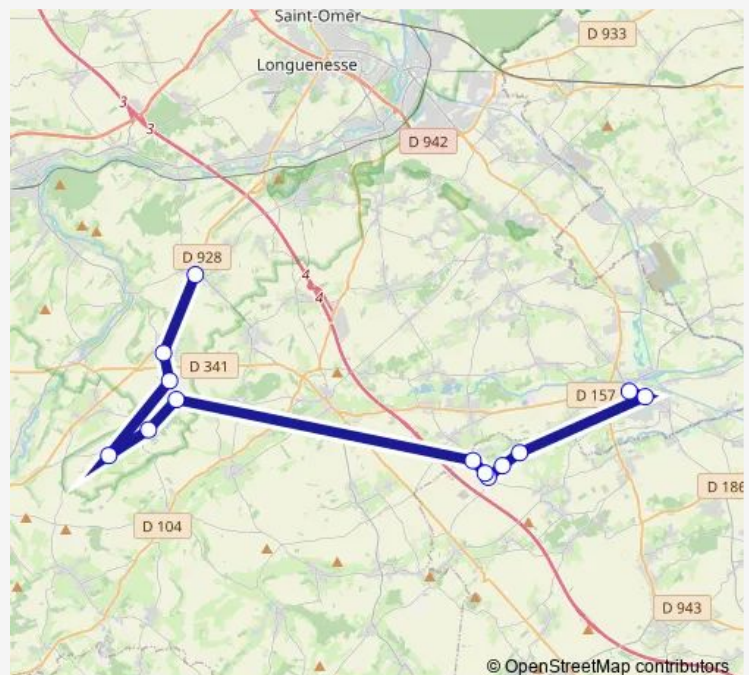 Saint-Omer
D 933
Longuenesse
3
3
D 942
D 928
4
4
D 341
D 157
D 186
D 104
D 943
© OpenStreetMap contributors